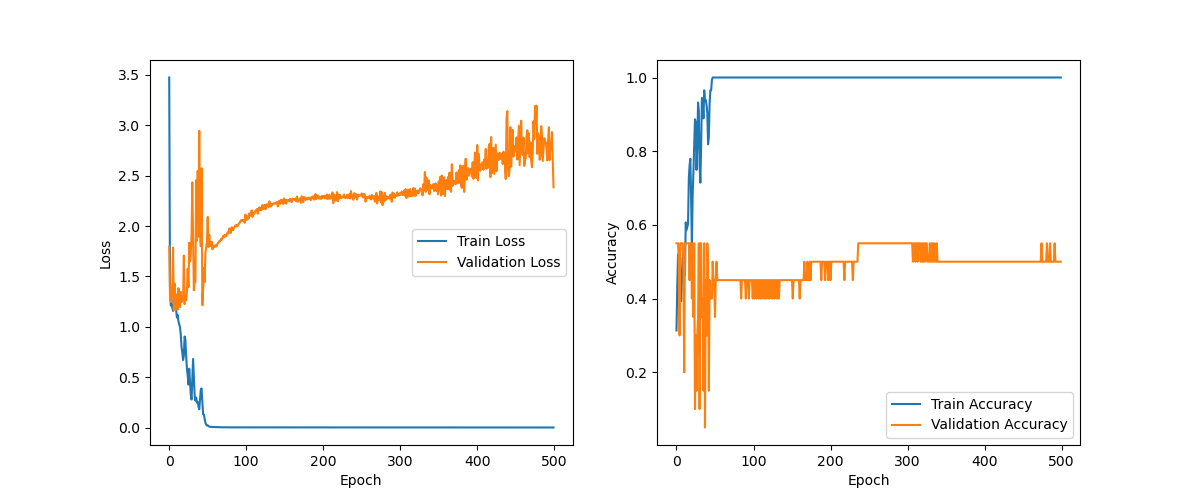 3.5
3.0
2.5
2.0
1.5
1.0
0.5
0.0
Loss
0 100 200 300 400 500
Epoch
Train Loss
Validation Loss
1.0
0.8
0.6
0.4
0.2
Accuracy
0 100 200 300 400 500
Epoch
Train Accuracy
Validation Accuracy